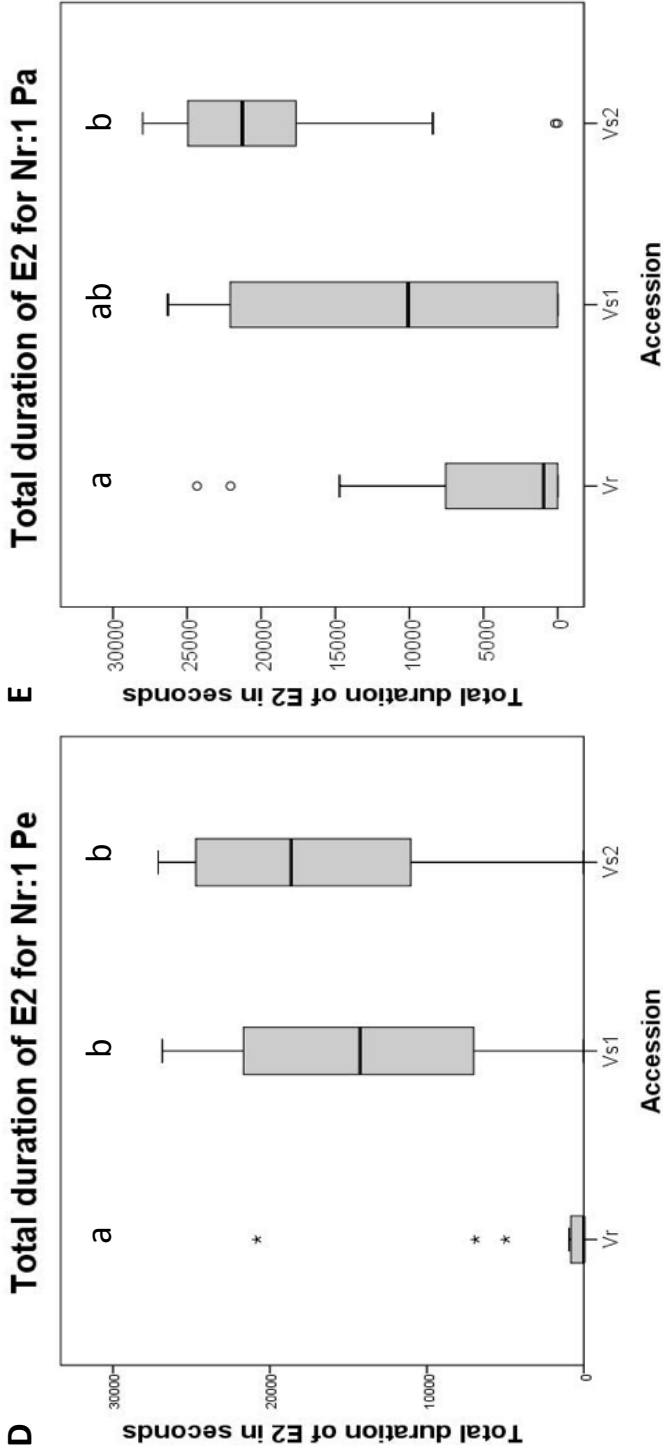 D
Total duration of E2 for Nr:1 Pe
Total duration of E2 in seconds
30000
20000
10000
0
a
b
b
Vr
Vs1
Vs2
Accession
E
Total duration of E2 for Nr:1 Pa
Total duration of E2 in seconds
30000
25000
20000
15000
10000
5000
0
a
ab
b
Vr
Vs1
Vs2
Accession